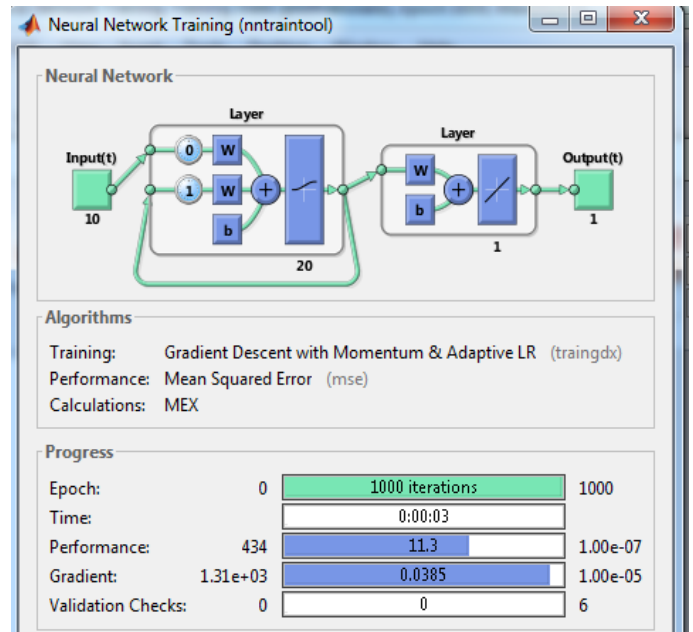 Neural Network Training (nntraintool)
Neural Network
Layer
Layer
Input(t)
Output(t)
0 W
1 W
b
+
W
b
+
10
20
1
1
Algorithms
Training: Gradient Descent with Momentum & Adaptive LR (traingdx)
Performance: Mean Squared Error (mse)
Calculations: MEX
Progress
Epoch: 0 1000 iterations 1000
Time: 0:00:03
Performance: 434 11.3 1.00e-07
Gradient: 1.31e+03 0.0385 1.00e-05
Validation Checks: 0 0 6